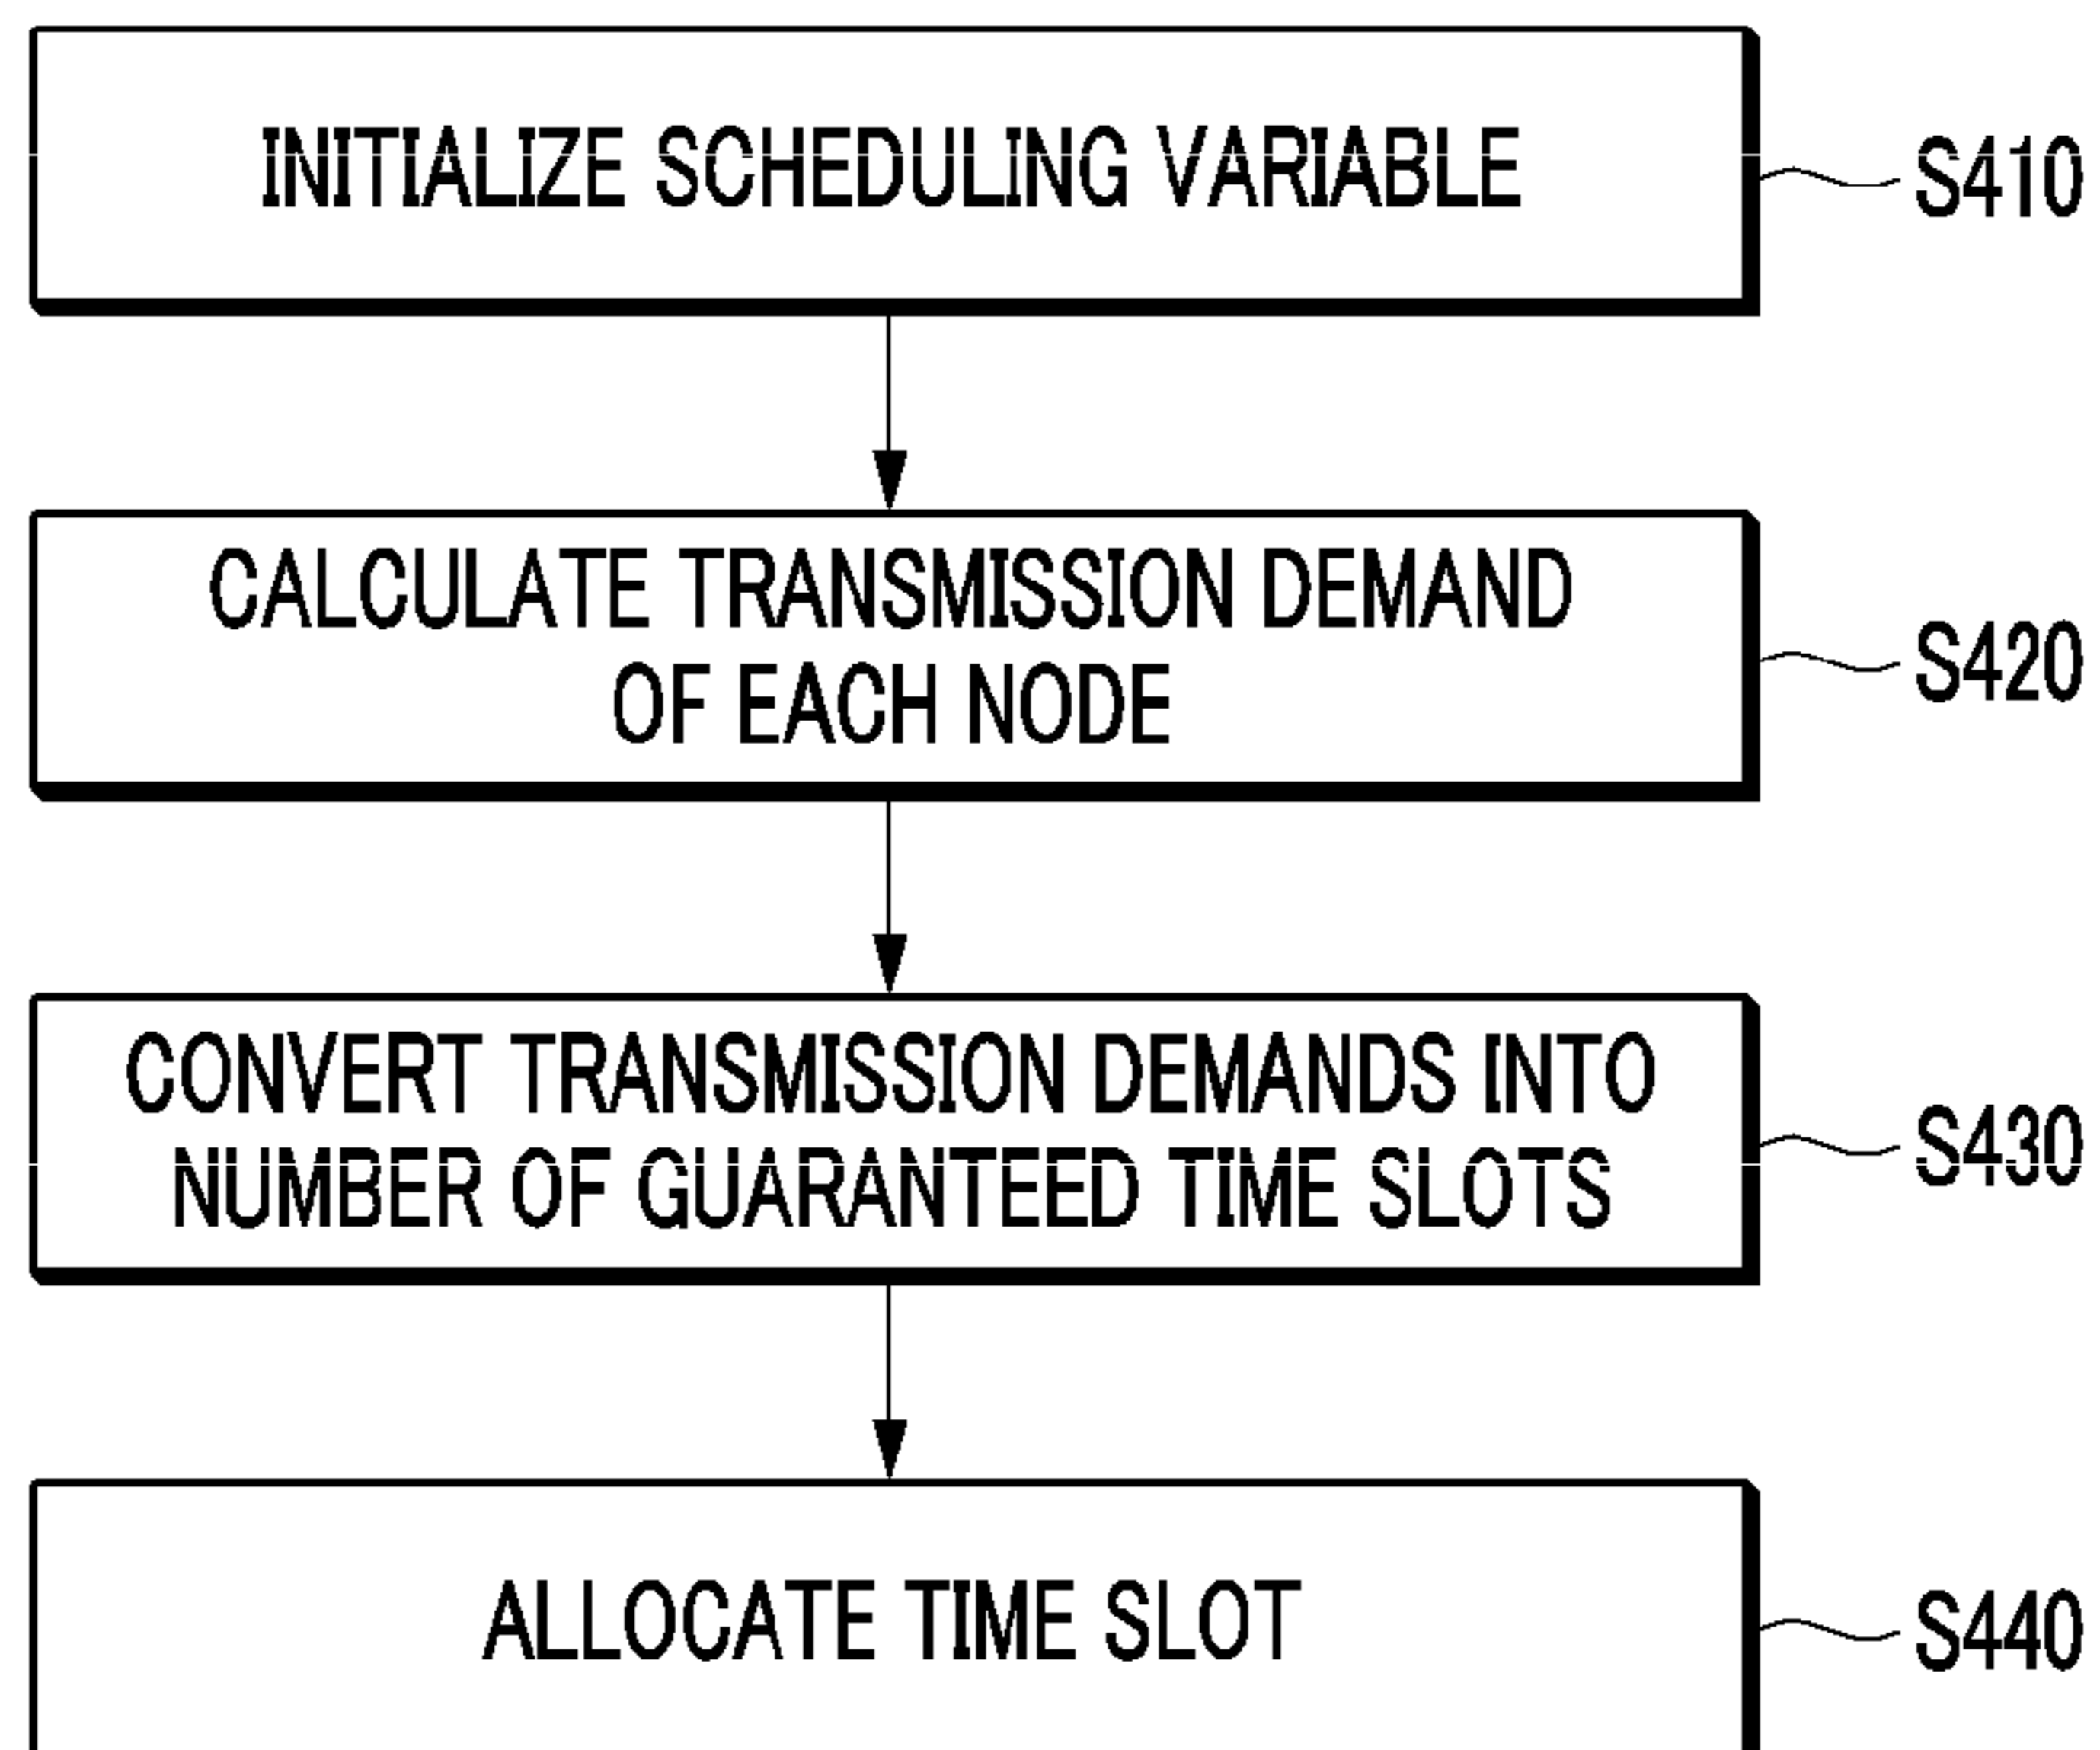 INITIALIZE SCHEDULING VARIABLE
S410
CALCULATE TRANSMISSION DEMAND
OF EACH NODE
S420
CONVERT TRANSMISSION DEMANDS INTO
NUMBER OF GUARANTEED TIME SLOTS
S430
ALLOCATE TIME SLOT
S440